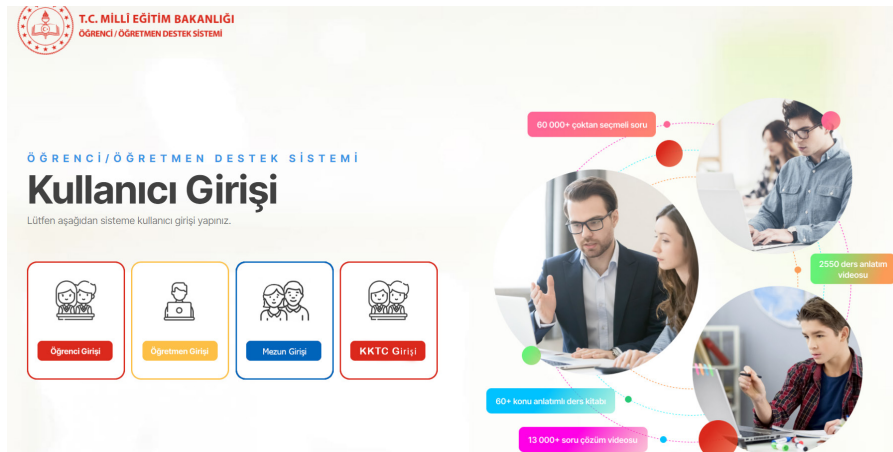 T.C. MİLLÎ EĞİTİM BAKANLIĞI
ÖĞRENCİ / ÖĞRETMEN DESTEK SİSTEMİ
ÖĞRENCİ/ÖĞRETMEN DESTEK SİSTEMİ
Kullanıcı Girişi
Lütfen aşağıdan sisteme kullanıcı girişi yapınız.
Öğrenci Girişi
Öğretmen Girişi
Mezun Girişi
KKTC Girişi
60 000+ çoktan seçmeli soru
2550 ders anlatım
videosu
60+ konu anlatımlı ders kitabı
13 000+ soru çözüm videosu